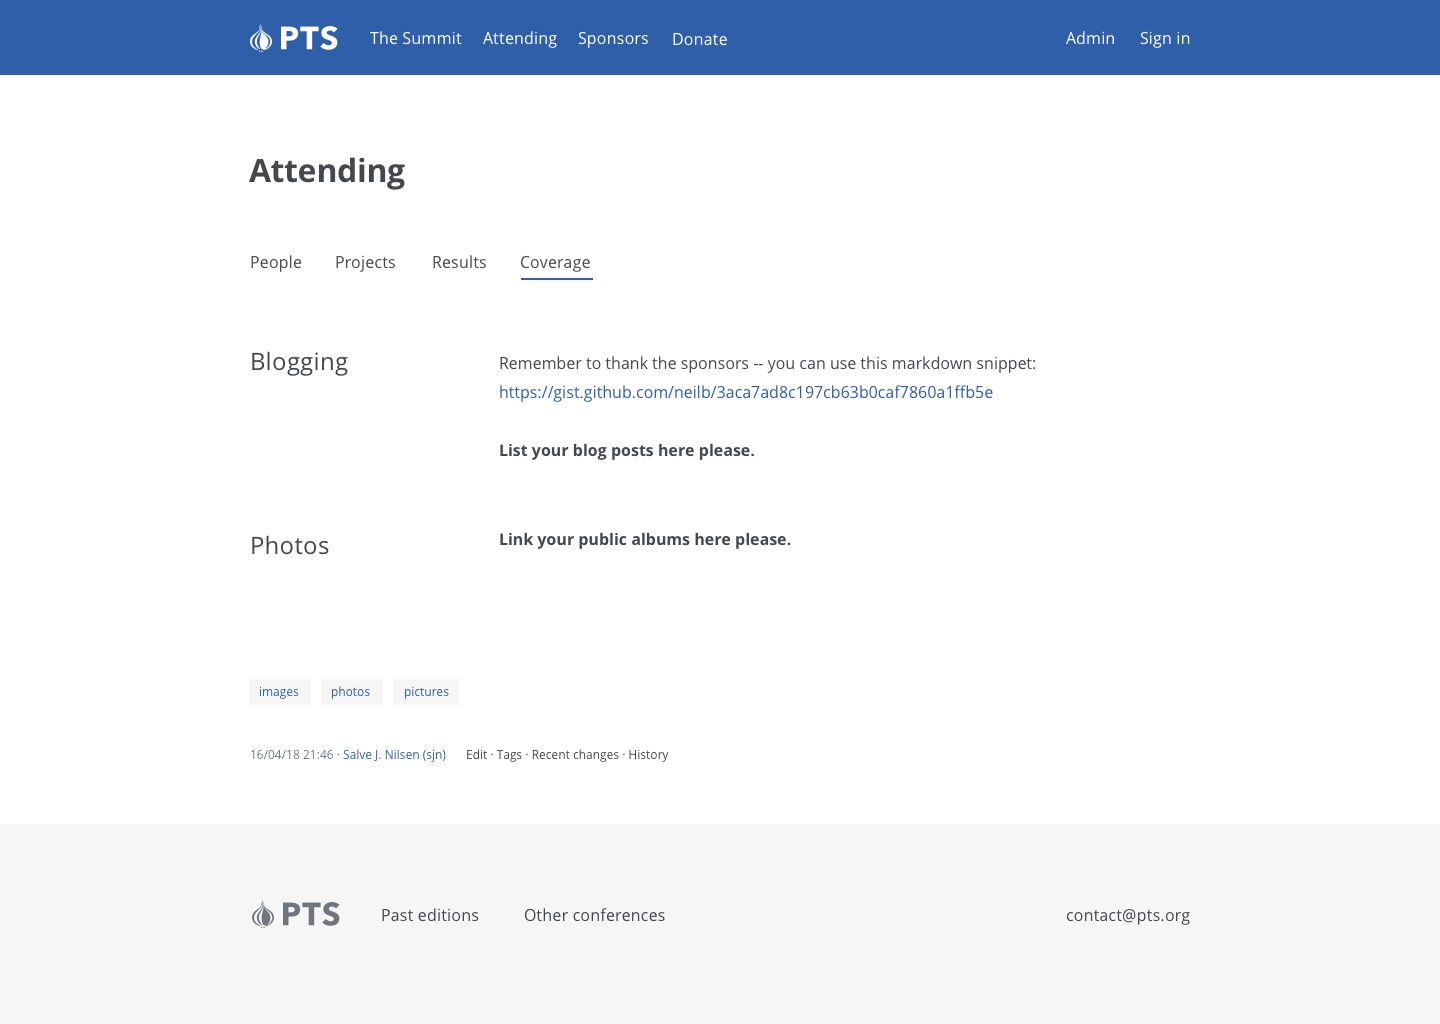 PTS The Summit Attending Sponsors Donate Admin Sign in
Attending
People Projects Results Coverage
Blogging
Remember to thank the sponsors -- you can use this markdown snippet:
https://gist.github.com/neilb/3aca7ad8c197cb63b0caf7860a1ffb5e
List your blog posts here please.
Photos
Link your public albums here please.
images photos pictures
16/04/18 21:46 · Salve J. Nilsen (sjn) Edit · Tags · Recent changes · History
PTS Past editions Other conferences contact@pts.org